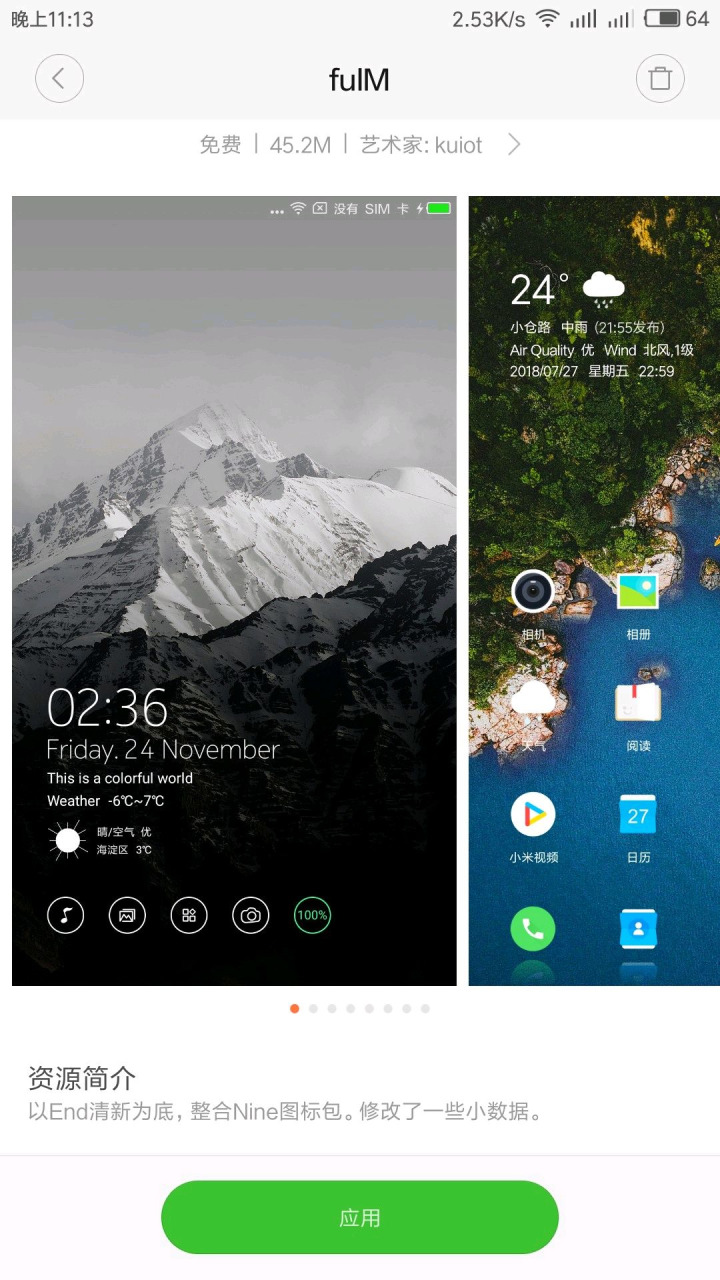 晚上11:13
2.53K/s
64
fulM
免费 | 45.2M | 艺术家: kuiot
... 没有 SIM 卡
02:36
Friday. 24 November
This is a colorful world
Weather -6℃~7℃
晴/空气 优
海淀区 3℃
100%
24°
小仓路 中雨 (21:55发布)
Air Quality 优 Wind 北风,1级
2018/07/27 星期五 22:59
相机 相册
天气 阅读
27
小米视频 日历
资源简介
以End清新为底，整合Nine图标包。修改了一些小数据。
应用